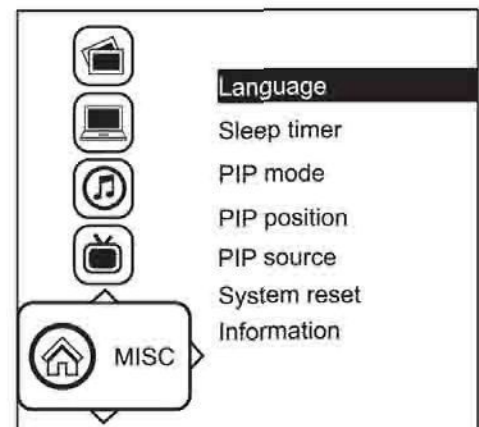 Language
Sleep timer
PIP mode
PIP position
PIP source
System reset
Information
MISC